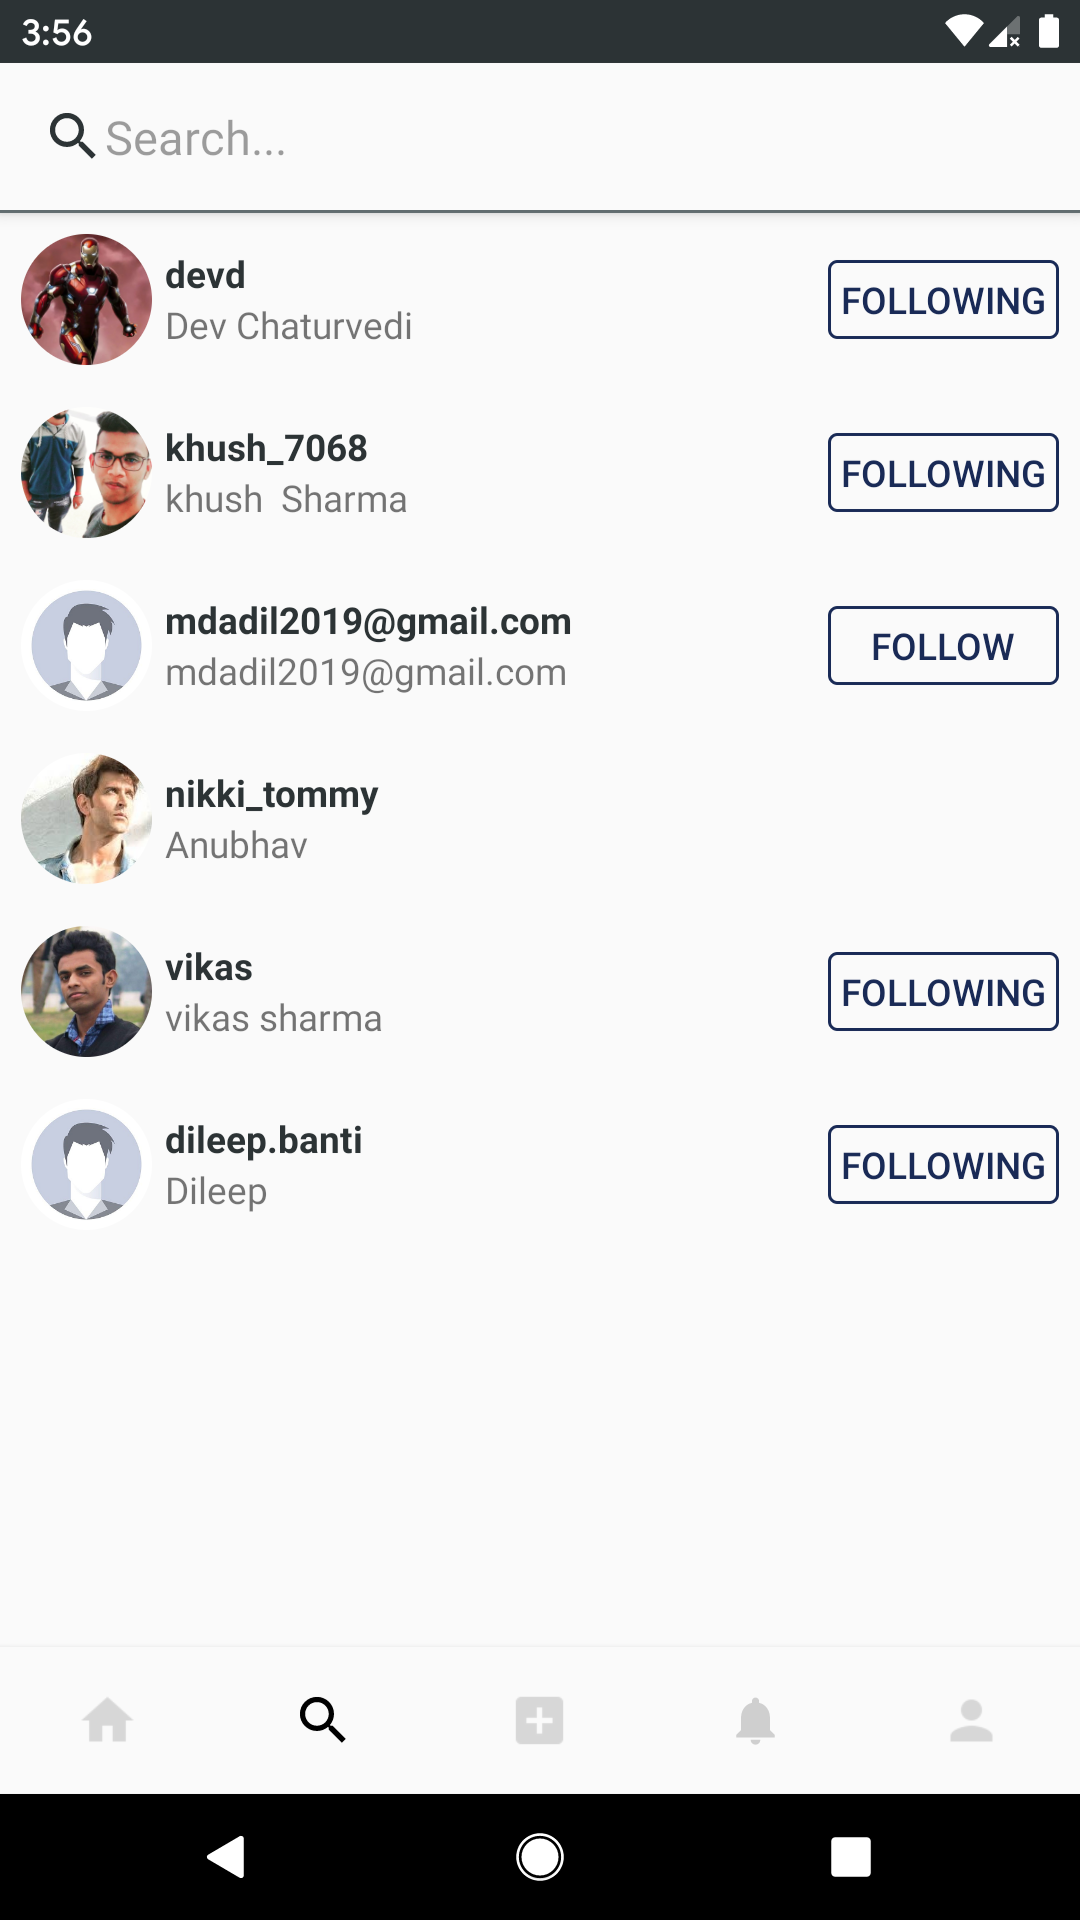 3:56
Search...
devd
Dev Chaturvedi
FOLLOWING
khush_7068
khush  Sharma
FOLLOWING
mdadil2019@gmail.com
mdadil2019@gmail.com
FOLLOW
nikki_tommy
Anubhav
vikas
vikas sharma
FOLLOWING
dileep.banti
Dileep
FOLLOWING